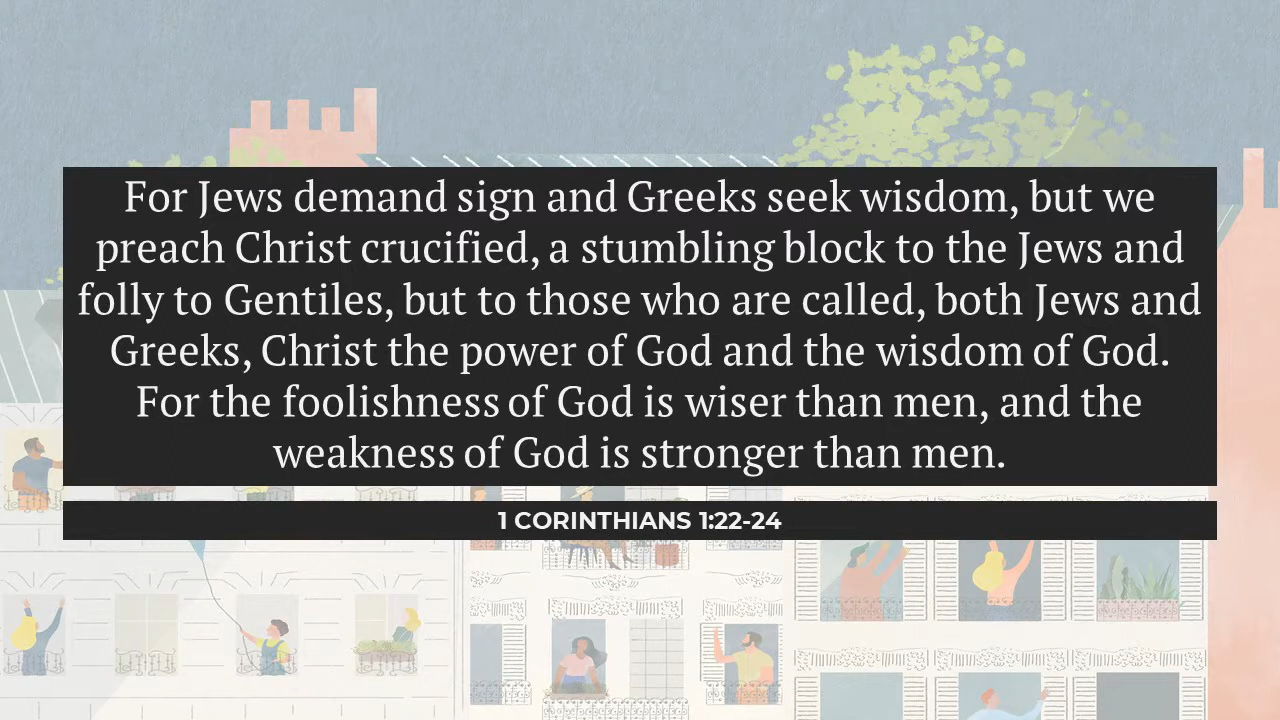 For Jews demand sign and Greeks seek wisdom, but we
preach Christ crucified, a stumbling block to the Jews and
folly to Gentiles, but to those who are called, both Jews and
Greeks, Christ the power of God and the wisdom of God.
For the foolishness of God is wiser than men, and the
weakness of God is stronger than men.
1 CORINTHIANS 1:22-24